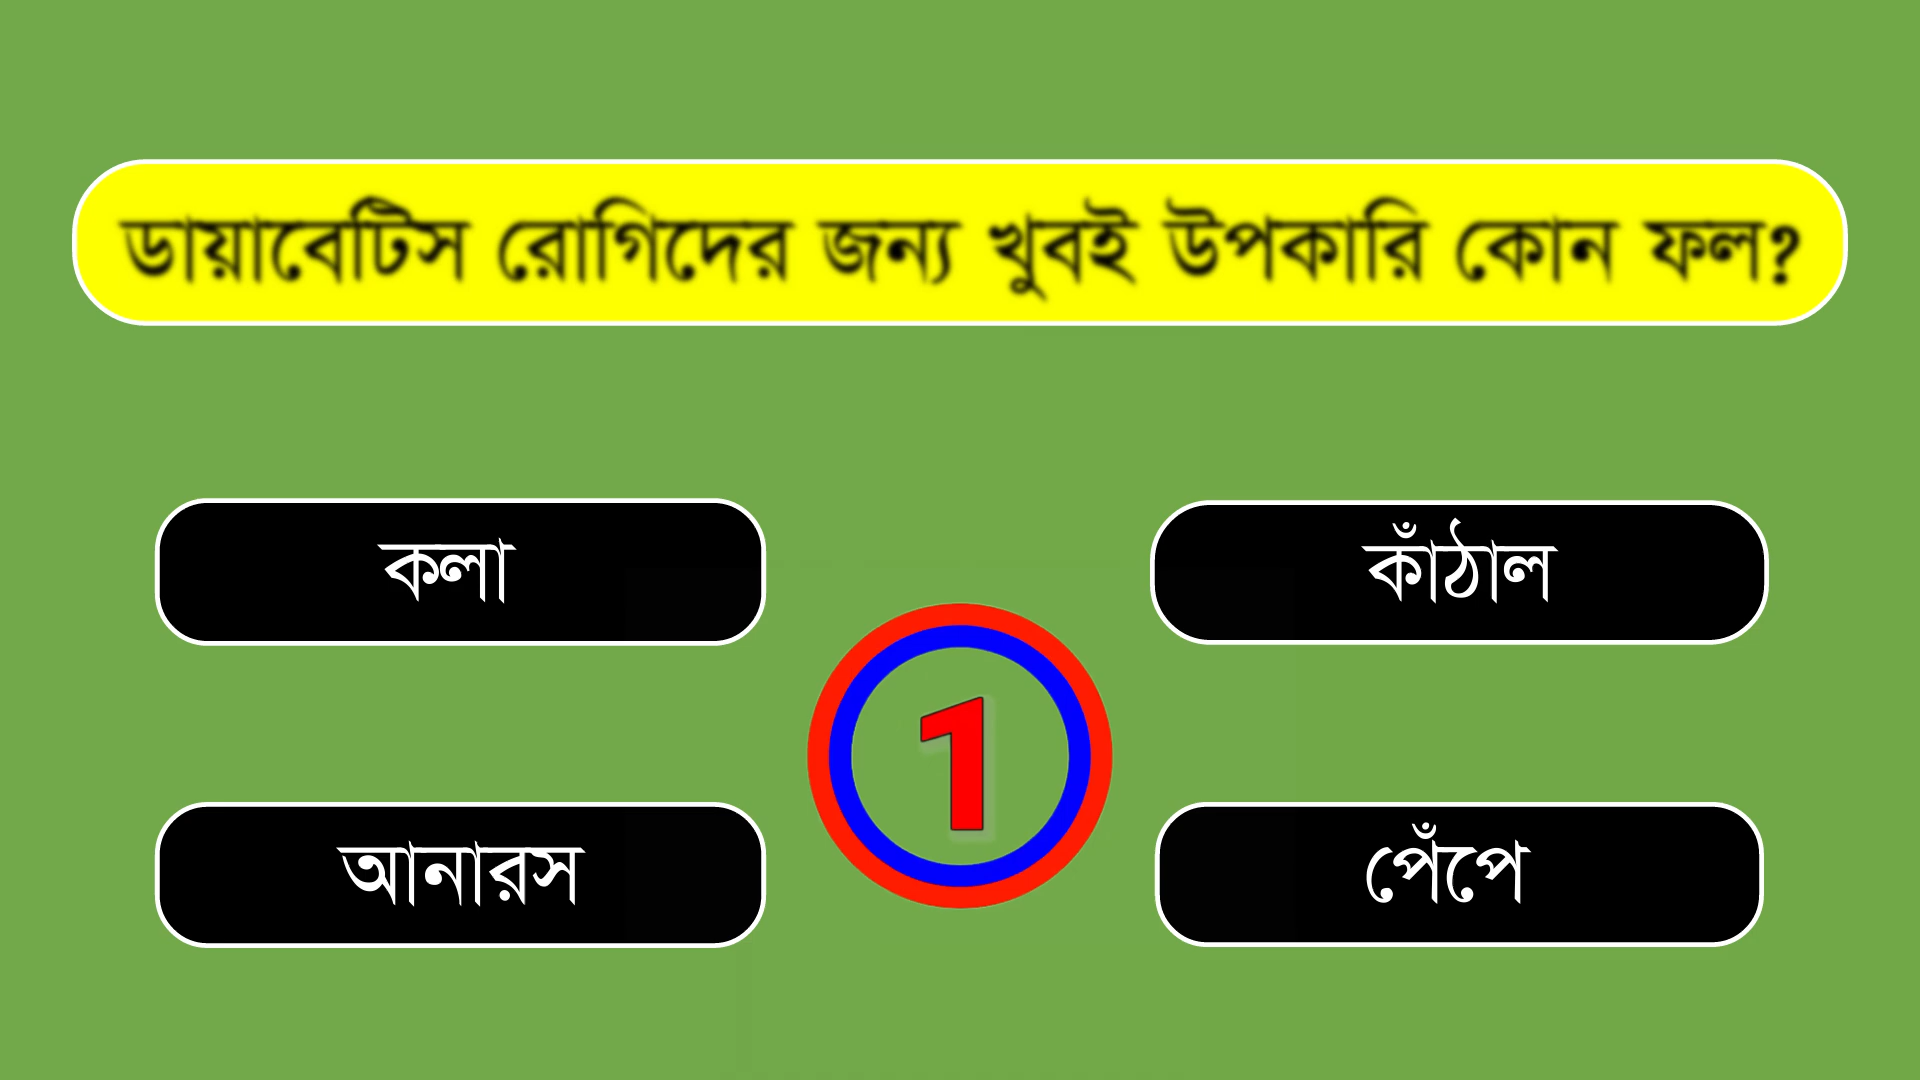 ডায়াবেটিস রোগিদের জন্য খুবই উপকারি কোন ফল?
কলা
কাঁঠাল
1
আনারস
পেঁপে